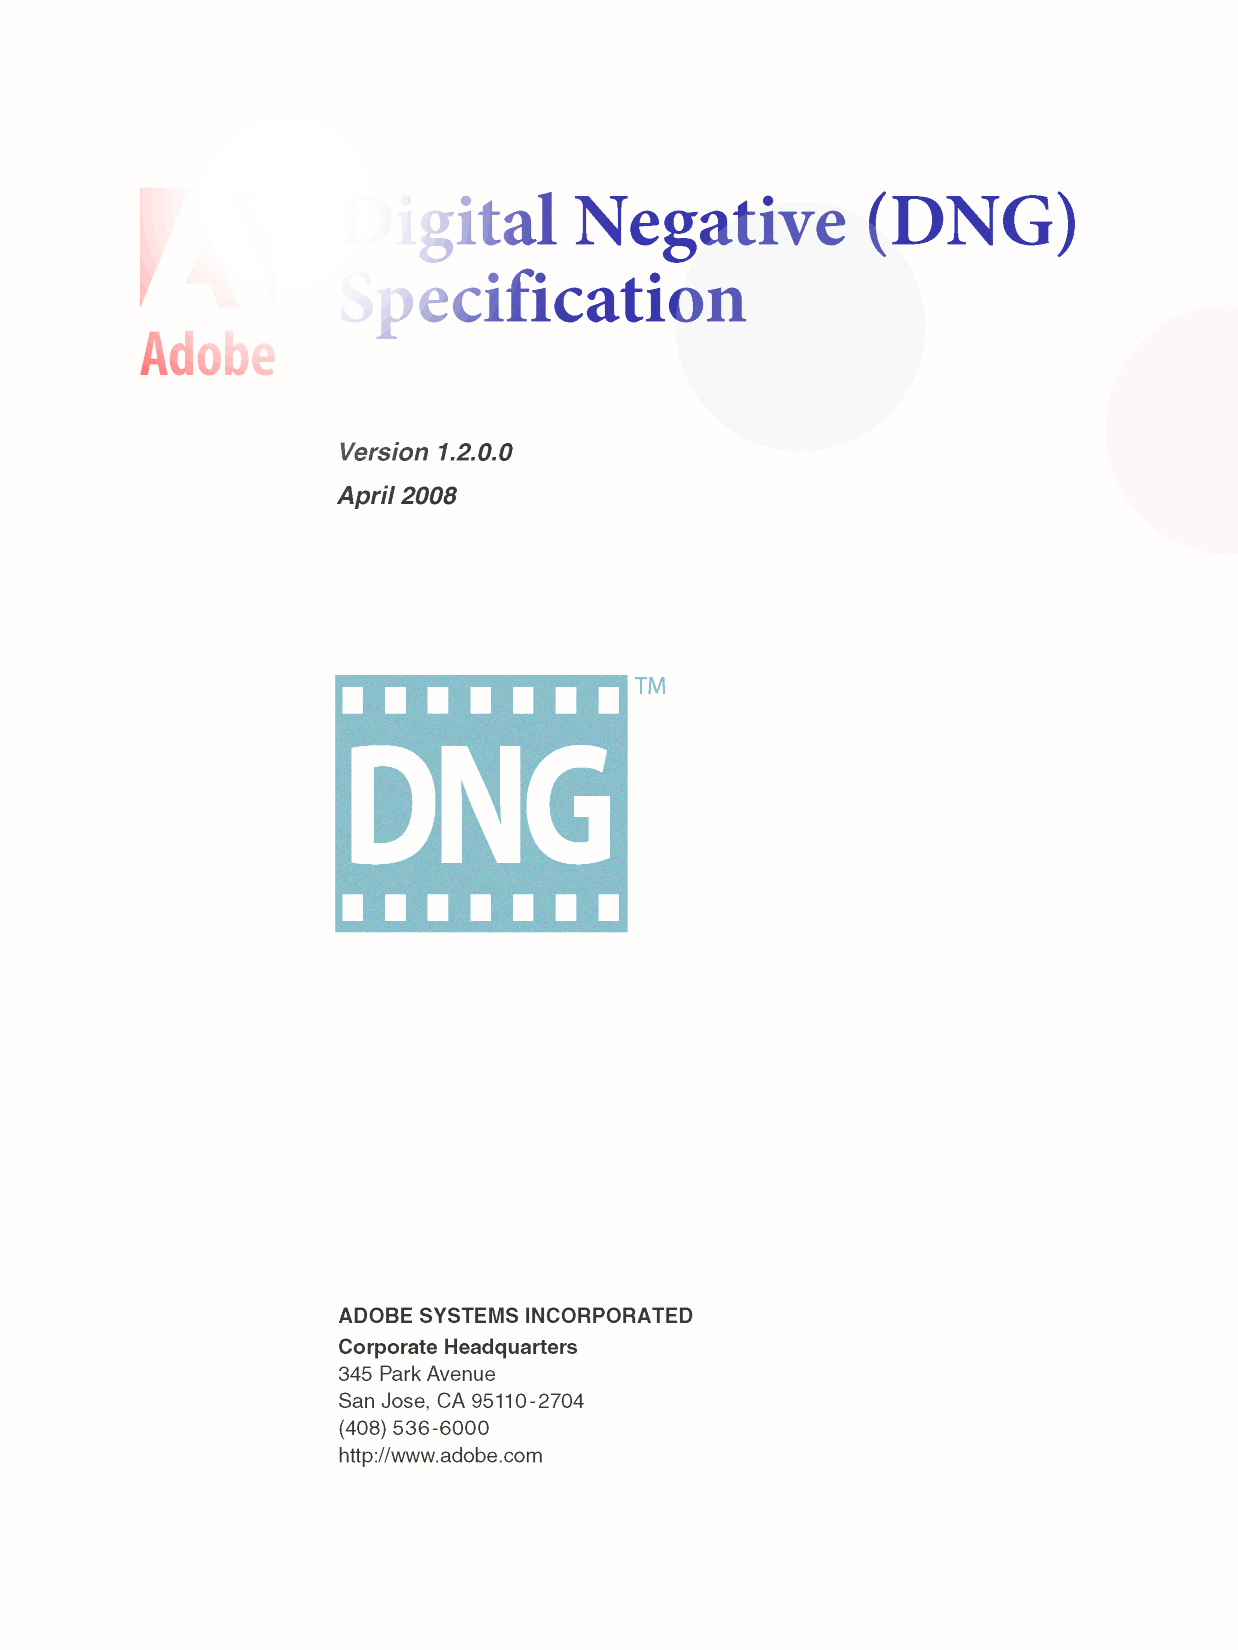 Digital Negative (DNG)
Specification
Adobe
Version 1.2.0.0
April 2008
TM
DNG
ADOBE SYSTEMS INCORPORATED
Corporate Headquarters
345 Park Avenue
San Jose, CA 95110-2704
(408) 536-6000
http://www.adobe.com